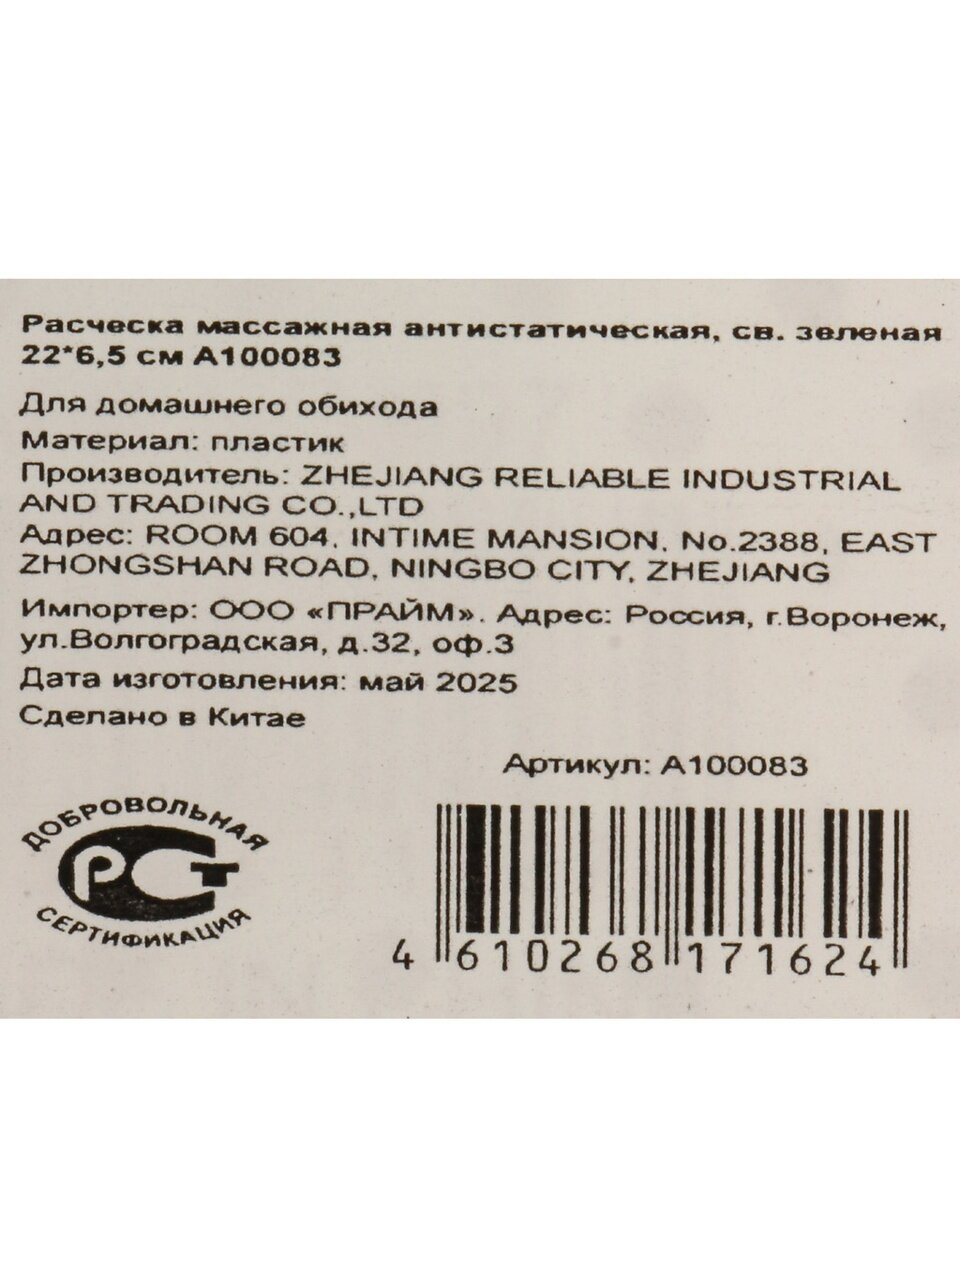 Расческа массажная антистатическая, св. зеленая
22*6,5 см А100083
Для домашнего обихода
Материал: пластик
Производитель: ZHEJIANG RELIABLE INDUSTRIAL
AND TRADING CO.,LTD
Адрес: ROOM 604, INTIME MANSION, No.2388, EAST
ZHONGSHAN ROAD, NINGBO CITY, ZHEJIANG
Импортер: ООО «ПРАЙМ». Адрес: Россия, г.Воронеж,
ул.Волгоградская, д.32, оф.3
Дата изготовления: май 2025
Сделано в Китае
Артикул: А100083
ДОБРОВОЛЬНАЯ
РСТ
СЕРТИФИКАЦИЯ
4 610268 171624